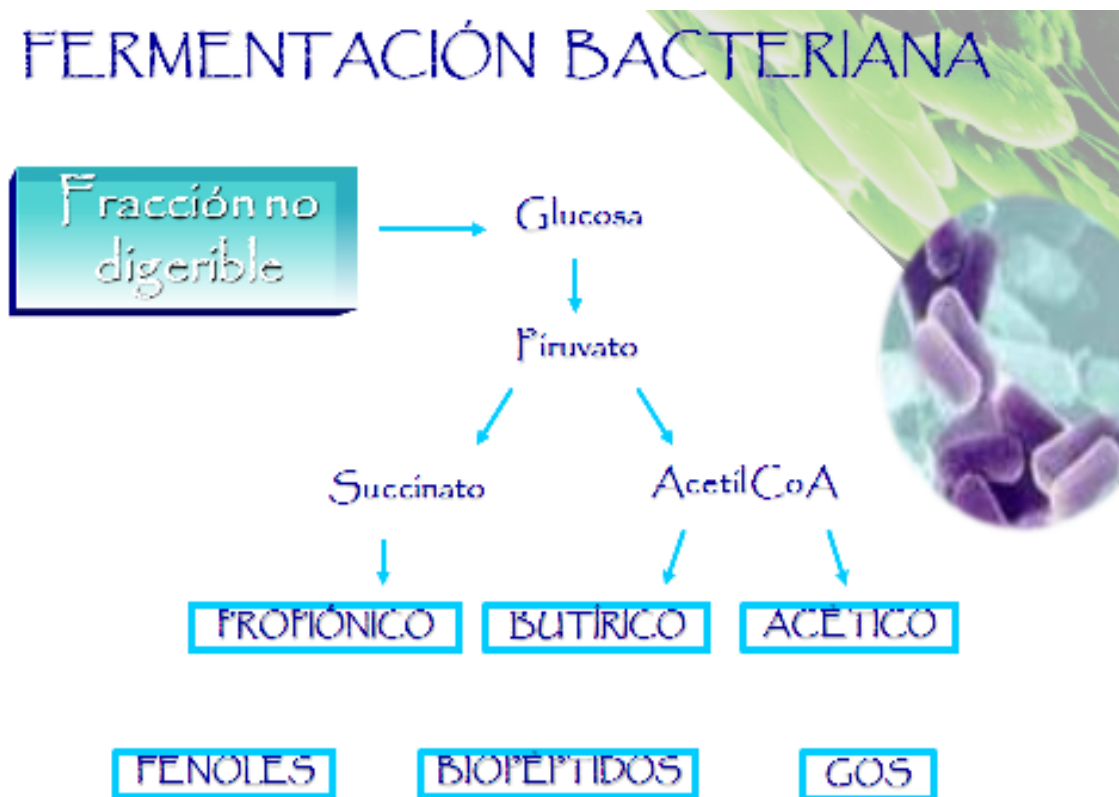 FERMENTACIÓN BACTERIANA
Fracción no
digerible
Glucosa
Piruvato
Succinato
Acetil CoA
PROPIÓNICO
BUTÍRICO
ACÉTICO
FENOLES
BIOPÉPTIDOS
GOS